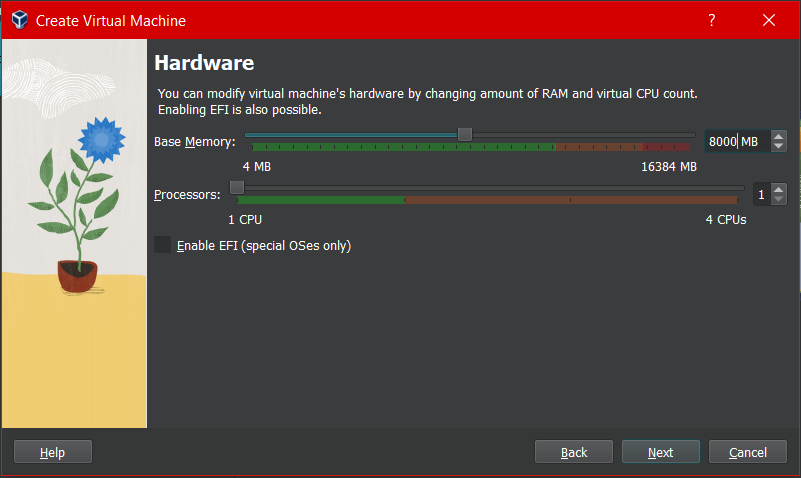 Create Virtual Machine
?
Hardware
You can modify virtual machine's hardware by changing amount of RAM and virtual CPU count.
Enabling EFI is also possible.
Base Memory:
8000 MB
4 MB
16384 MB
Processors:
1
1 CPU
4 CPUs
Enable EFI (special OSes only)
Help
Back
Next
Cancel